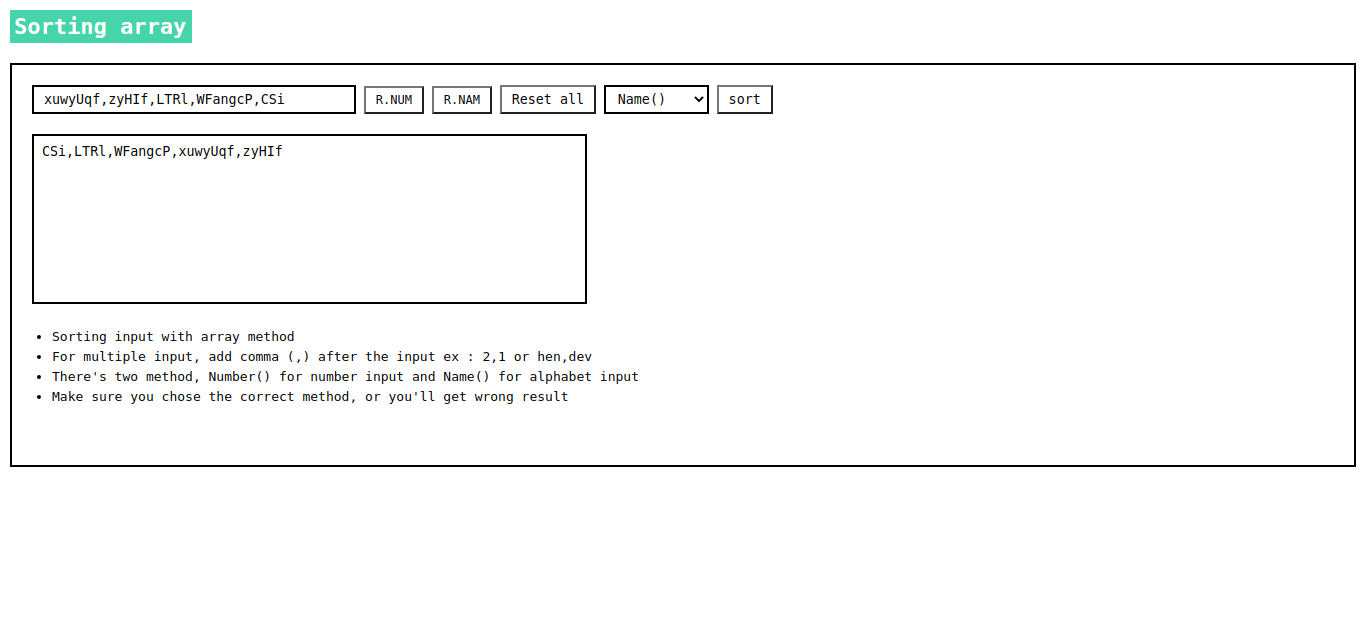 Sorting array
xuwyUqf,zyHIf,LTRl,WFangcP,CSi R.NUM R.NAM Reset all Name() sort
CSi,LTRl,WFangcP,xuwyUqf,zyHIf
• Sorting input with array method
• For multiple input, add comma (,) after the input ex : 2,1 or hen,dev
• There's two method, Number() for number input and Name() for alphabet input
• Make sure you chose the correct method, or you'll get wrong result